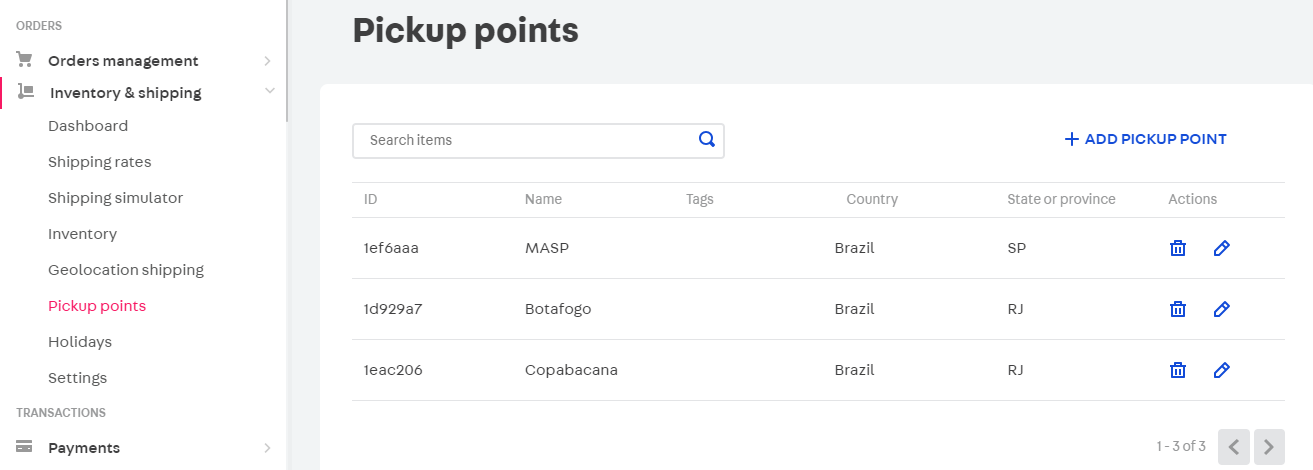 ORDERS
Orders management
Inventory & shipping
Dashboard
Shipping rates
Shipping simulator
Inventory
Geolocation shipping
Pickup points
Holidays
Settings
TRANSACTIONS
Payments
Pickup points
Search items
ADD PICKUP POINT
ID Name Tags Country State or province Actions
1ef6aaa MASP Brazil SP
1d929a7 Botafogo Brazil RJ
1eac206 Copabacana Brazil RJ
1 - 3 of 3